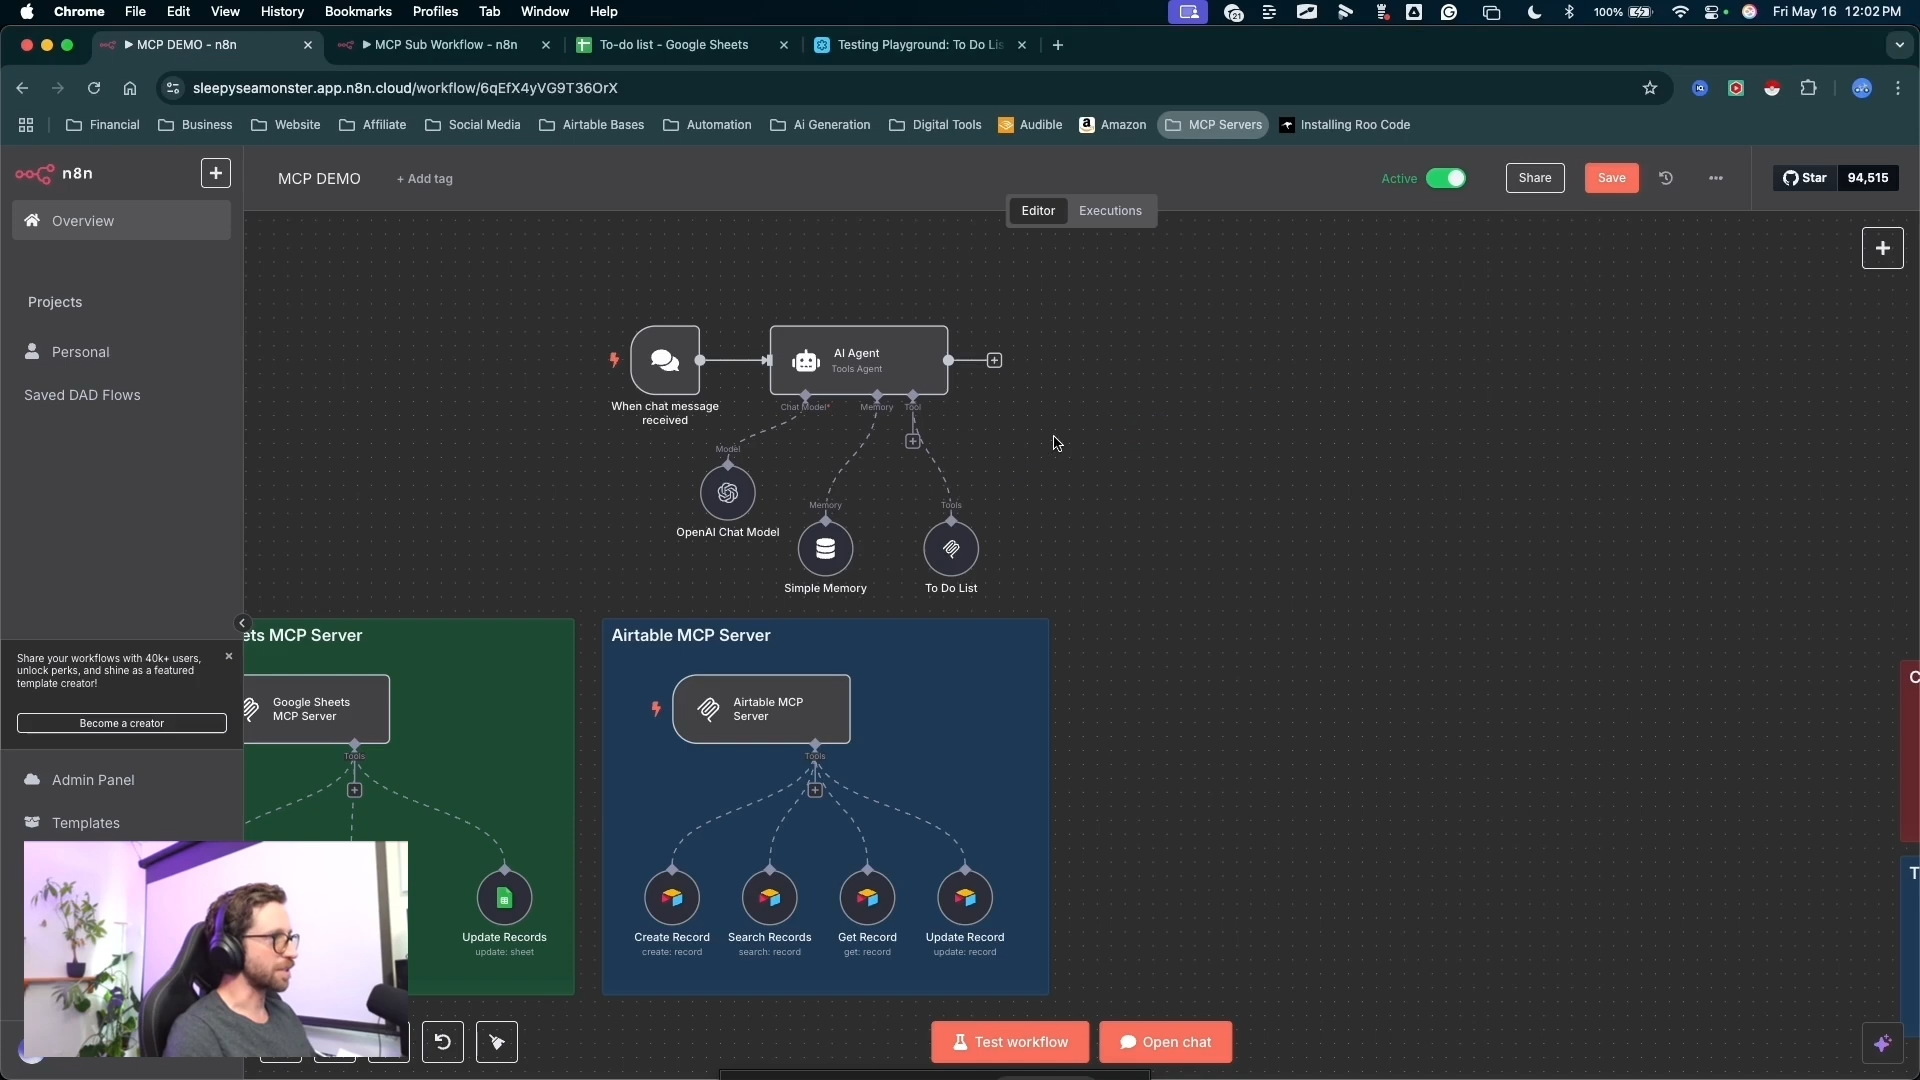 Chrome File Edit View History Bookmarks Profiles Tab Window Help 21 100% Fri May 16 12:02 PM
MCP DEMO - n8n MCP Sub Workflow - n8n To-do list - Google Sheets Testing Playground: To Do Lis
sleepyseamonster.app.n8n.cloud/workflow/6qEfX4yVG9T36OrX
Financial Business Website Affiliate Social Media Airtable Bases Automation Ai Generation Digital Tools Audible Amazon MCP Servers Installing Roo Code
n8n
MCP DEMO + Add tag Active Share Save Star 94,515
Overview
Editor Executions
Projects
Personal
Saved DAD Flows
AI Agent
Tools Agent
When chat message
received
Chat Model* Memory Tool
Model
OpenAI Chat Model
Memory Tools
Simple Memory To Do List
Share your workflows with 40k+ users,
unlock perks, and shine as a featured
template creator!
Become a creator
Admin Panel
Templates
ets MCP Server
Google Sheets
MCP Server
Tools
Update Records
update: sheet
Airtable MCP Server
Airtable MCP
Server
Tools
Create Record Search Records Get Record Update Record
create: record search: record get: record update: record
C
T
Test workflow Open chat